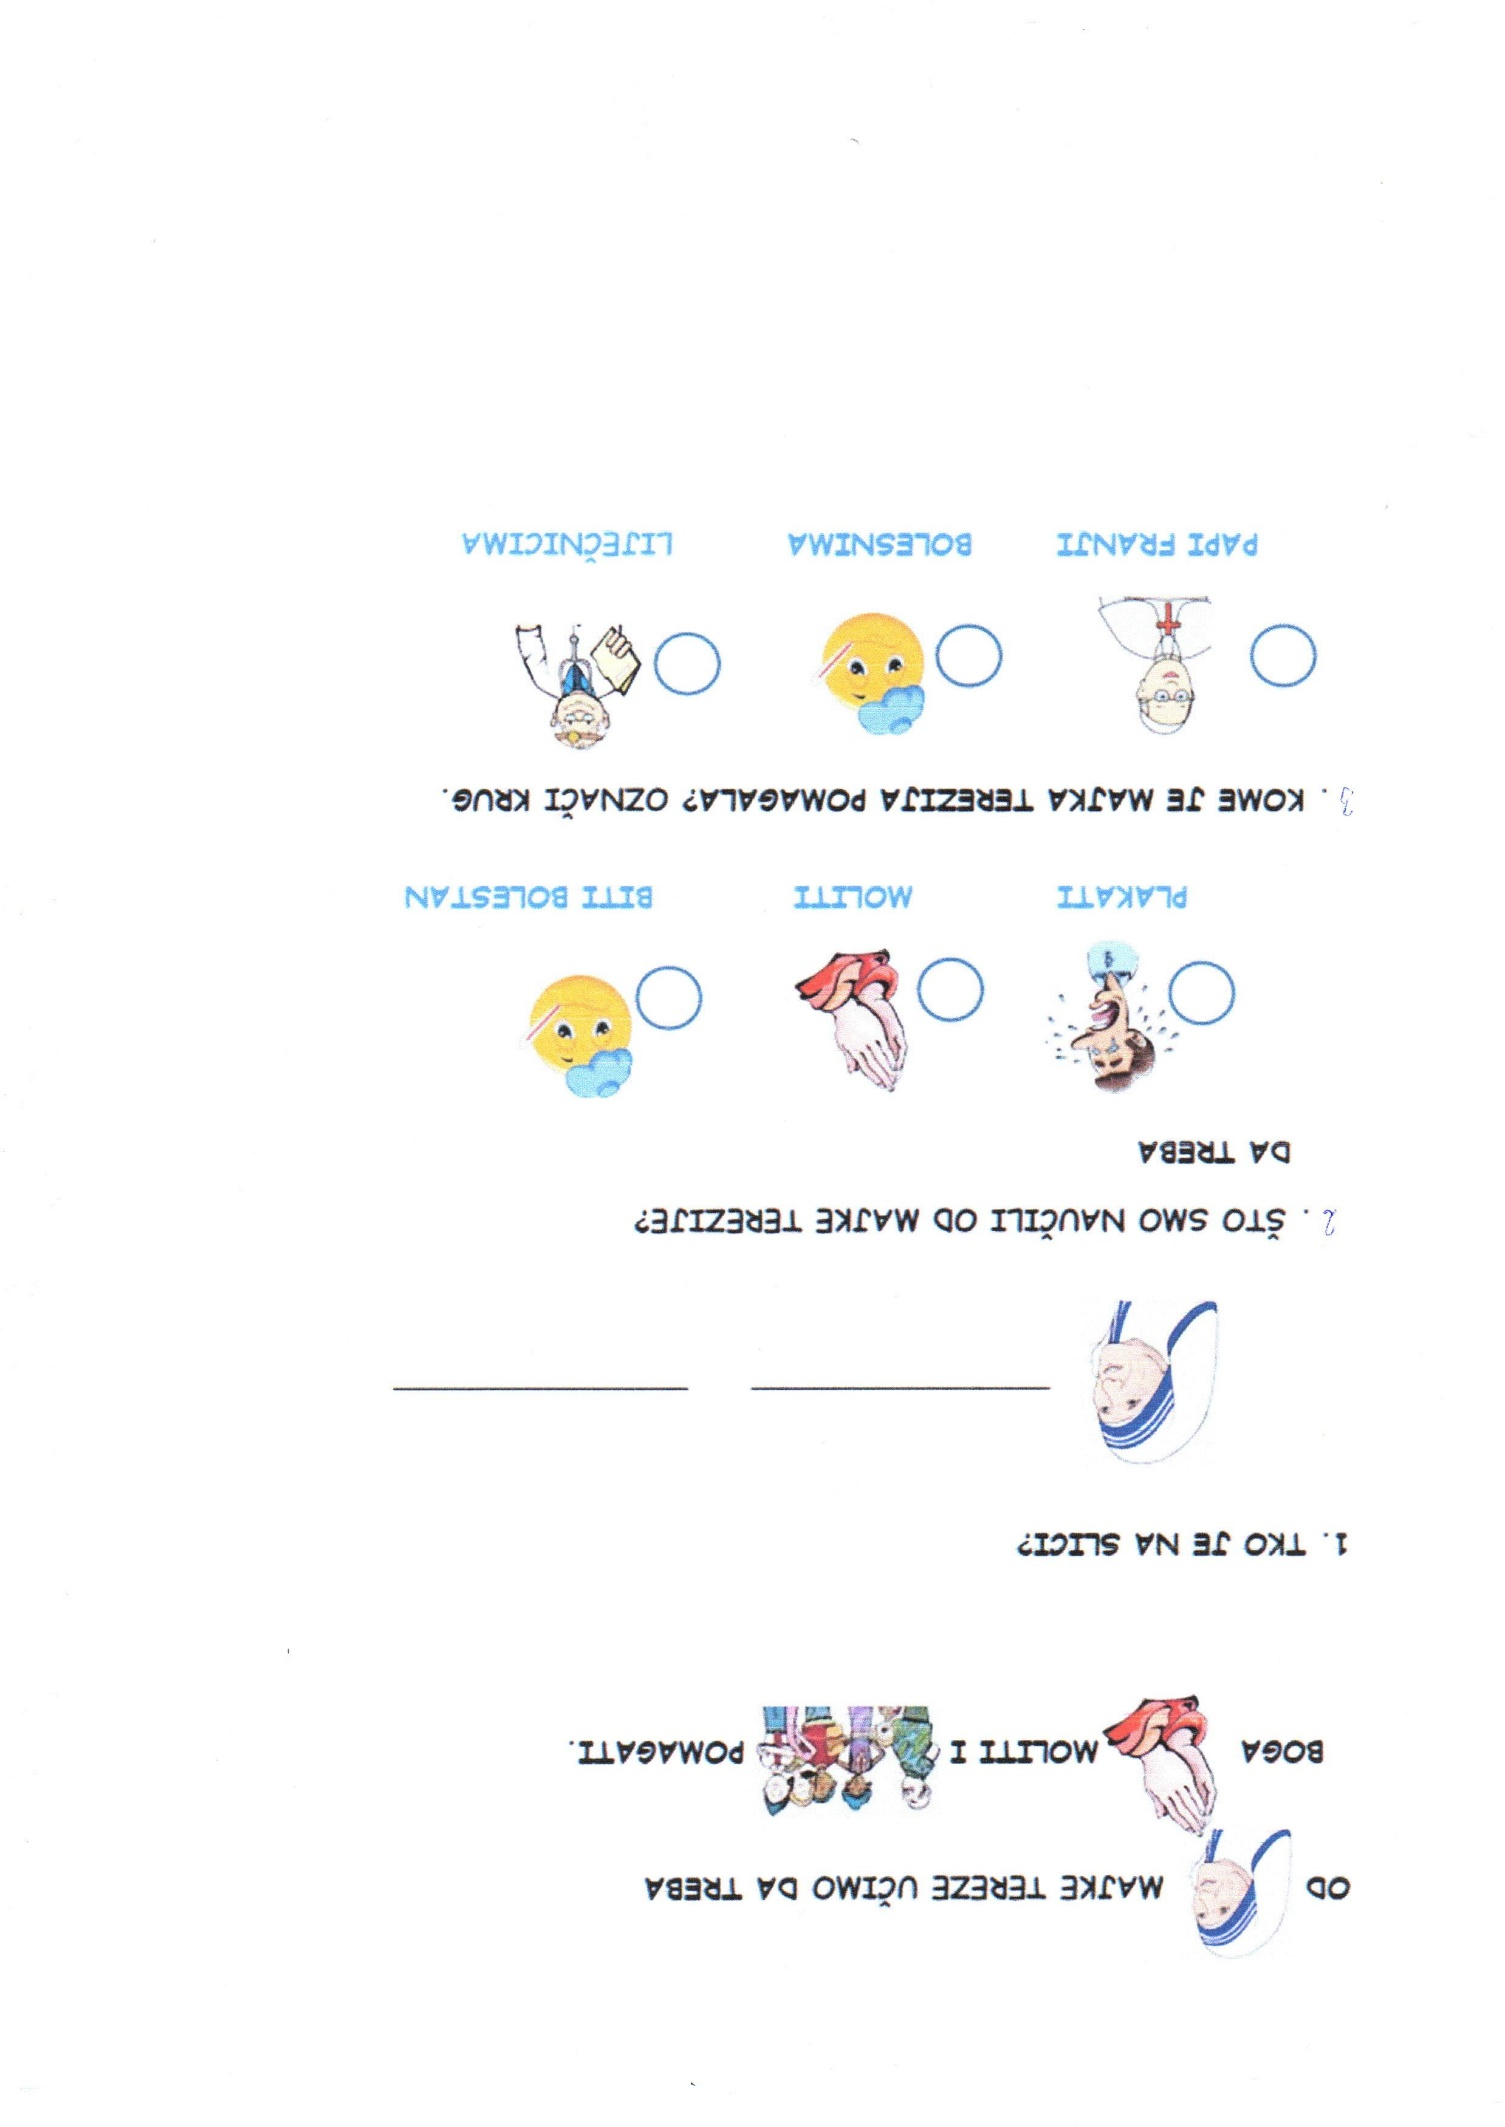 OD MAJKE TEREZE UČIMO DA TREBA
BOGA MOLITI I POMAGATI.
1. TKO JE NA SLICI?
2. ŠTO SMO NAUČILI OD MAJKE TEREZIJE?
DA TREBA
PLAKATI MOLITI BITI BOLESTAN
3. KOME JE MAJKA TEREZIJA POMAGALA? OZNAČI KRUG.
PAPI FRANJI BOLESNIMA LIJEČNICIMA